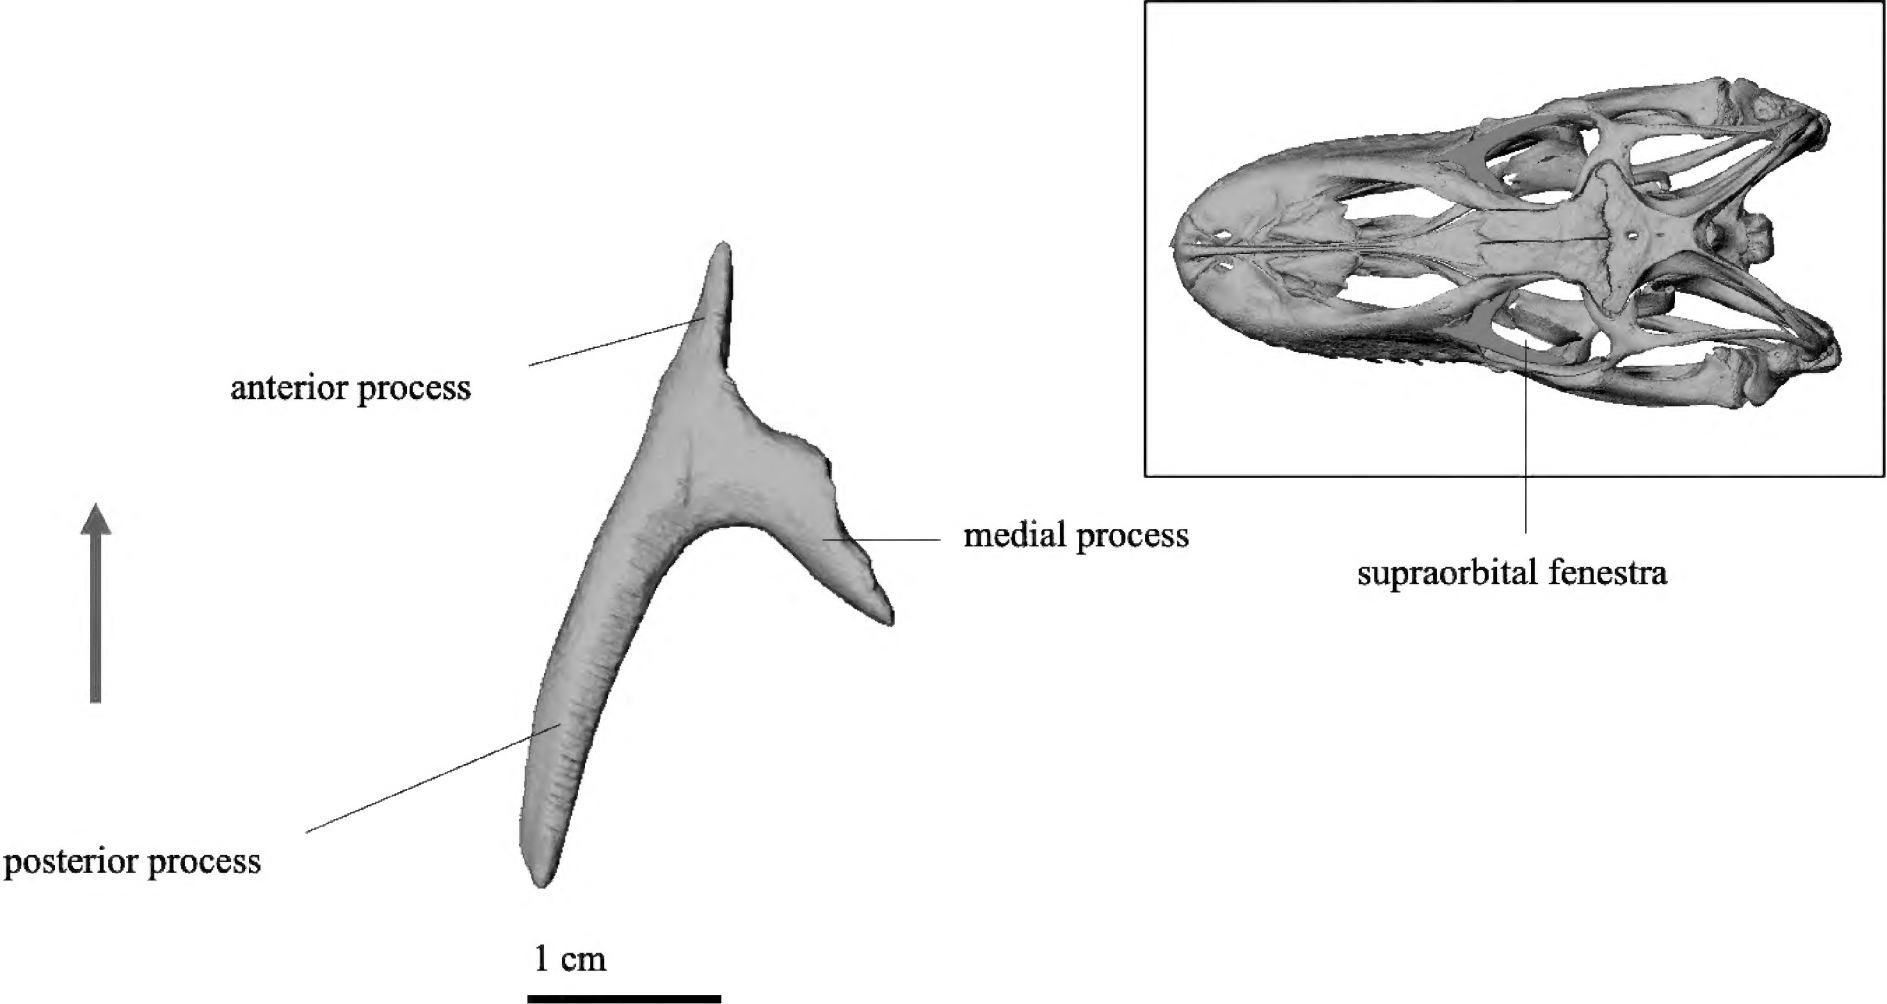 anterior process
medial process
supraorbital fenestra
posterior process
1 cm